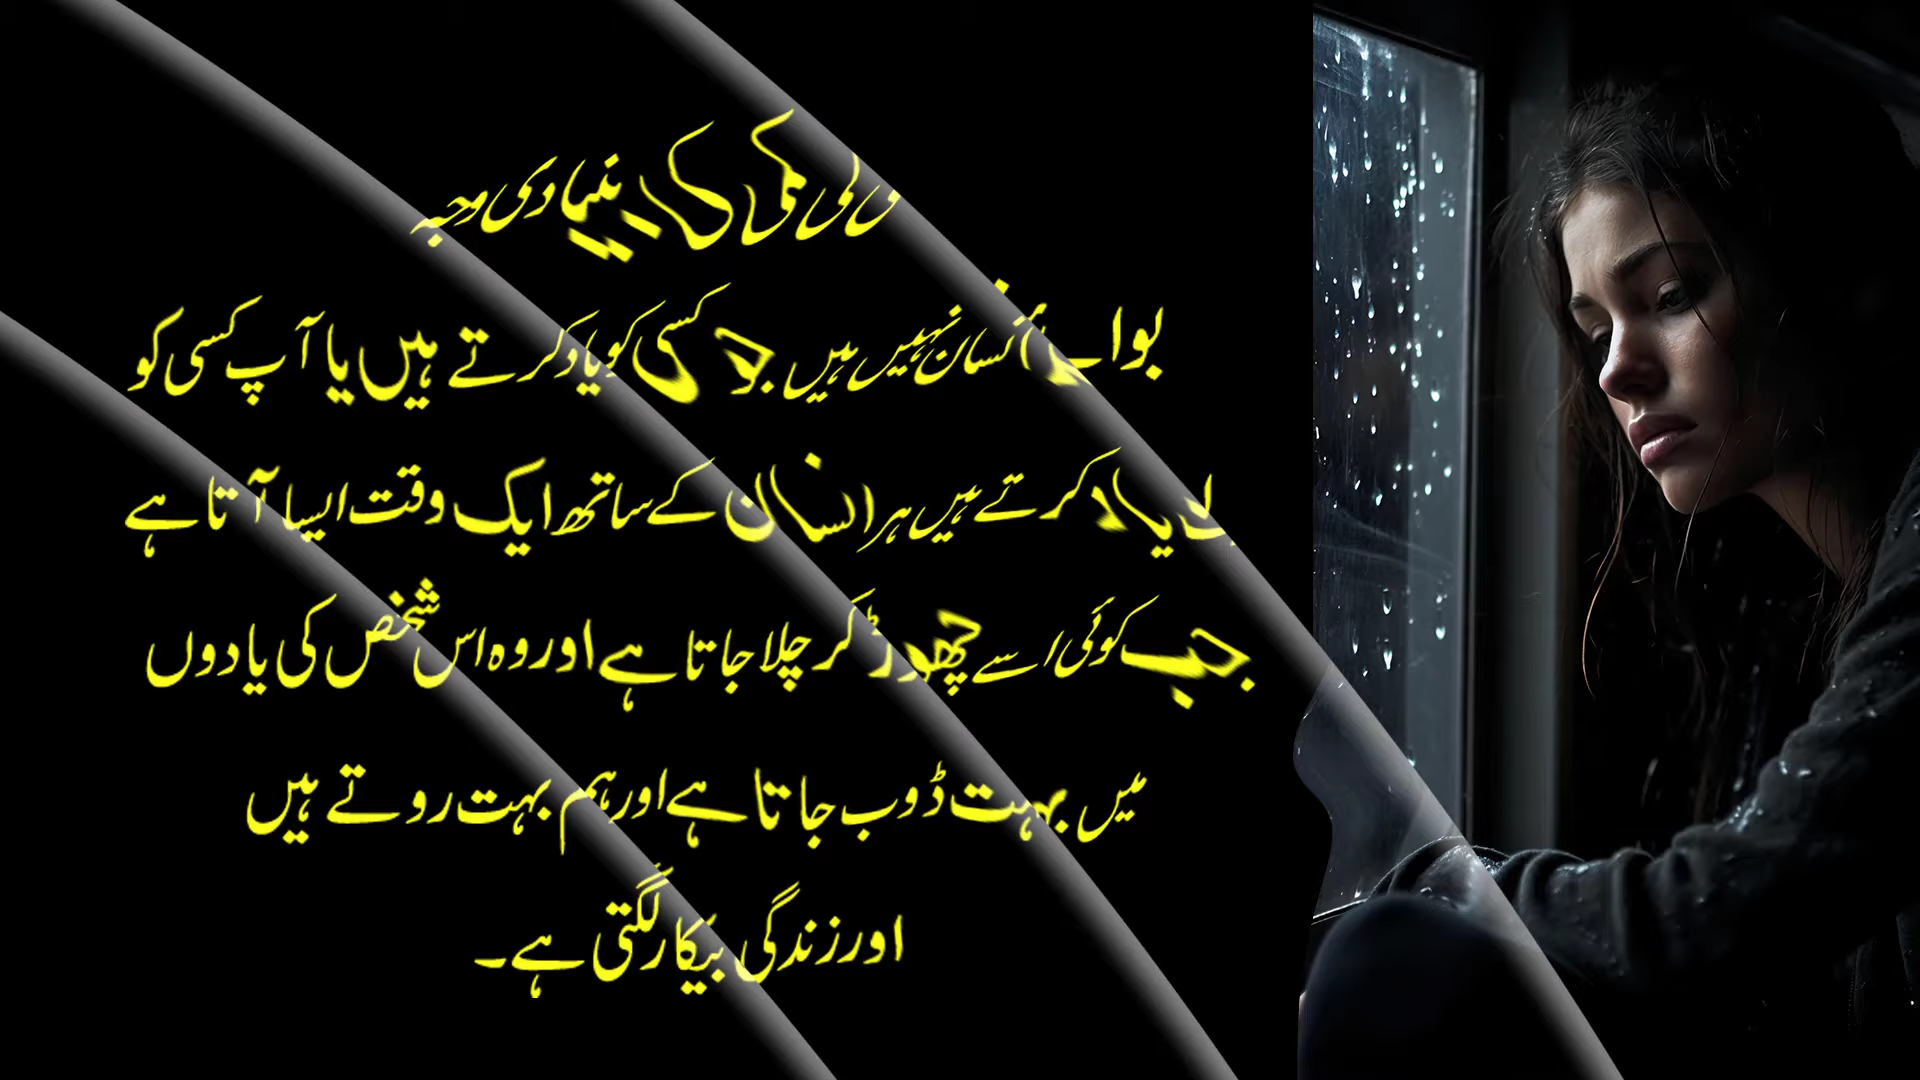 کی بنیادی وجہ
انسان نہیں ہیں جو کسی کو یاد کرتے ہیں یا آپ کسی کو
یاد کرتے ہیں ہر انسان کے ساتھ ایک وقت ایسا آتا ہے
جب کوئی اسے چھوڑ کر چلا جاتا ہے اور وہ اس شخص کی یادوں
میں بہت ڈوب جاتا ہے اور ہم بہت روتے ہیں
اور زندگی بیکار لگتی ہے۔